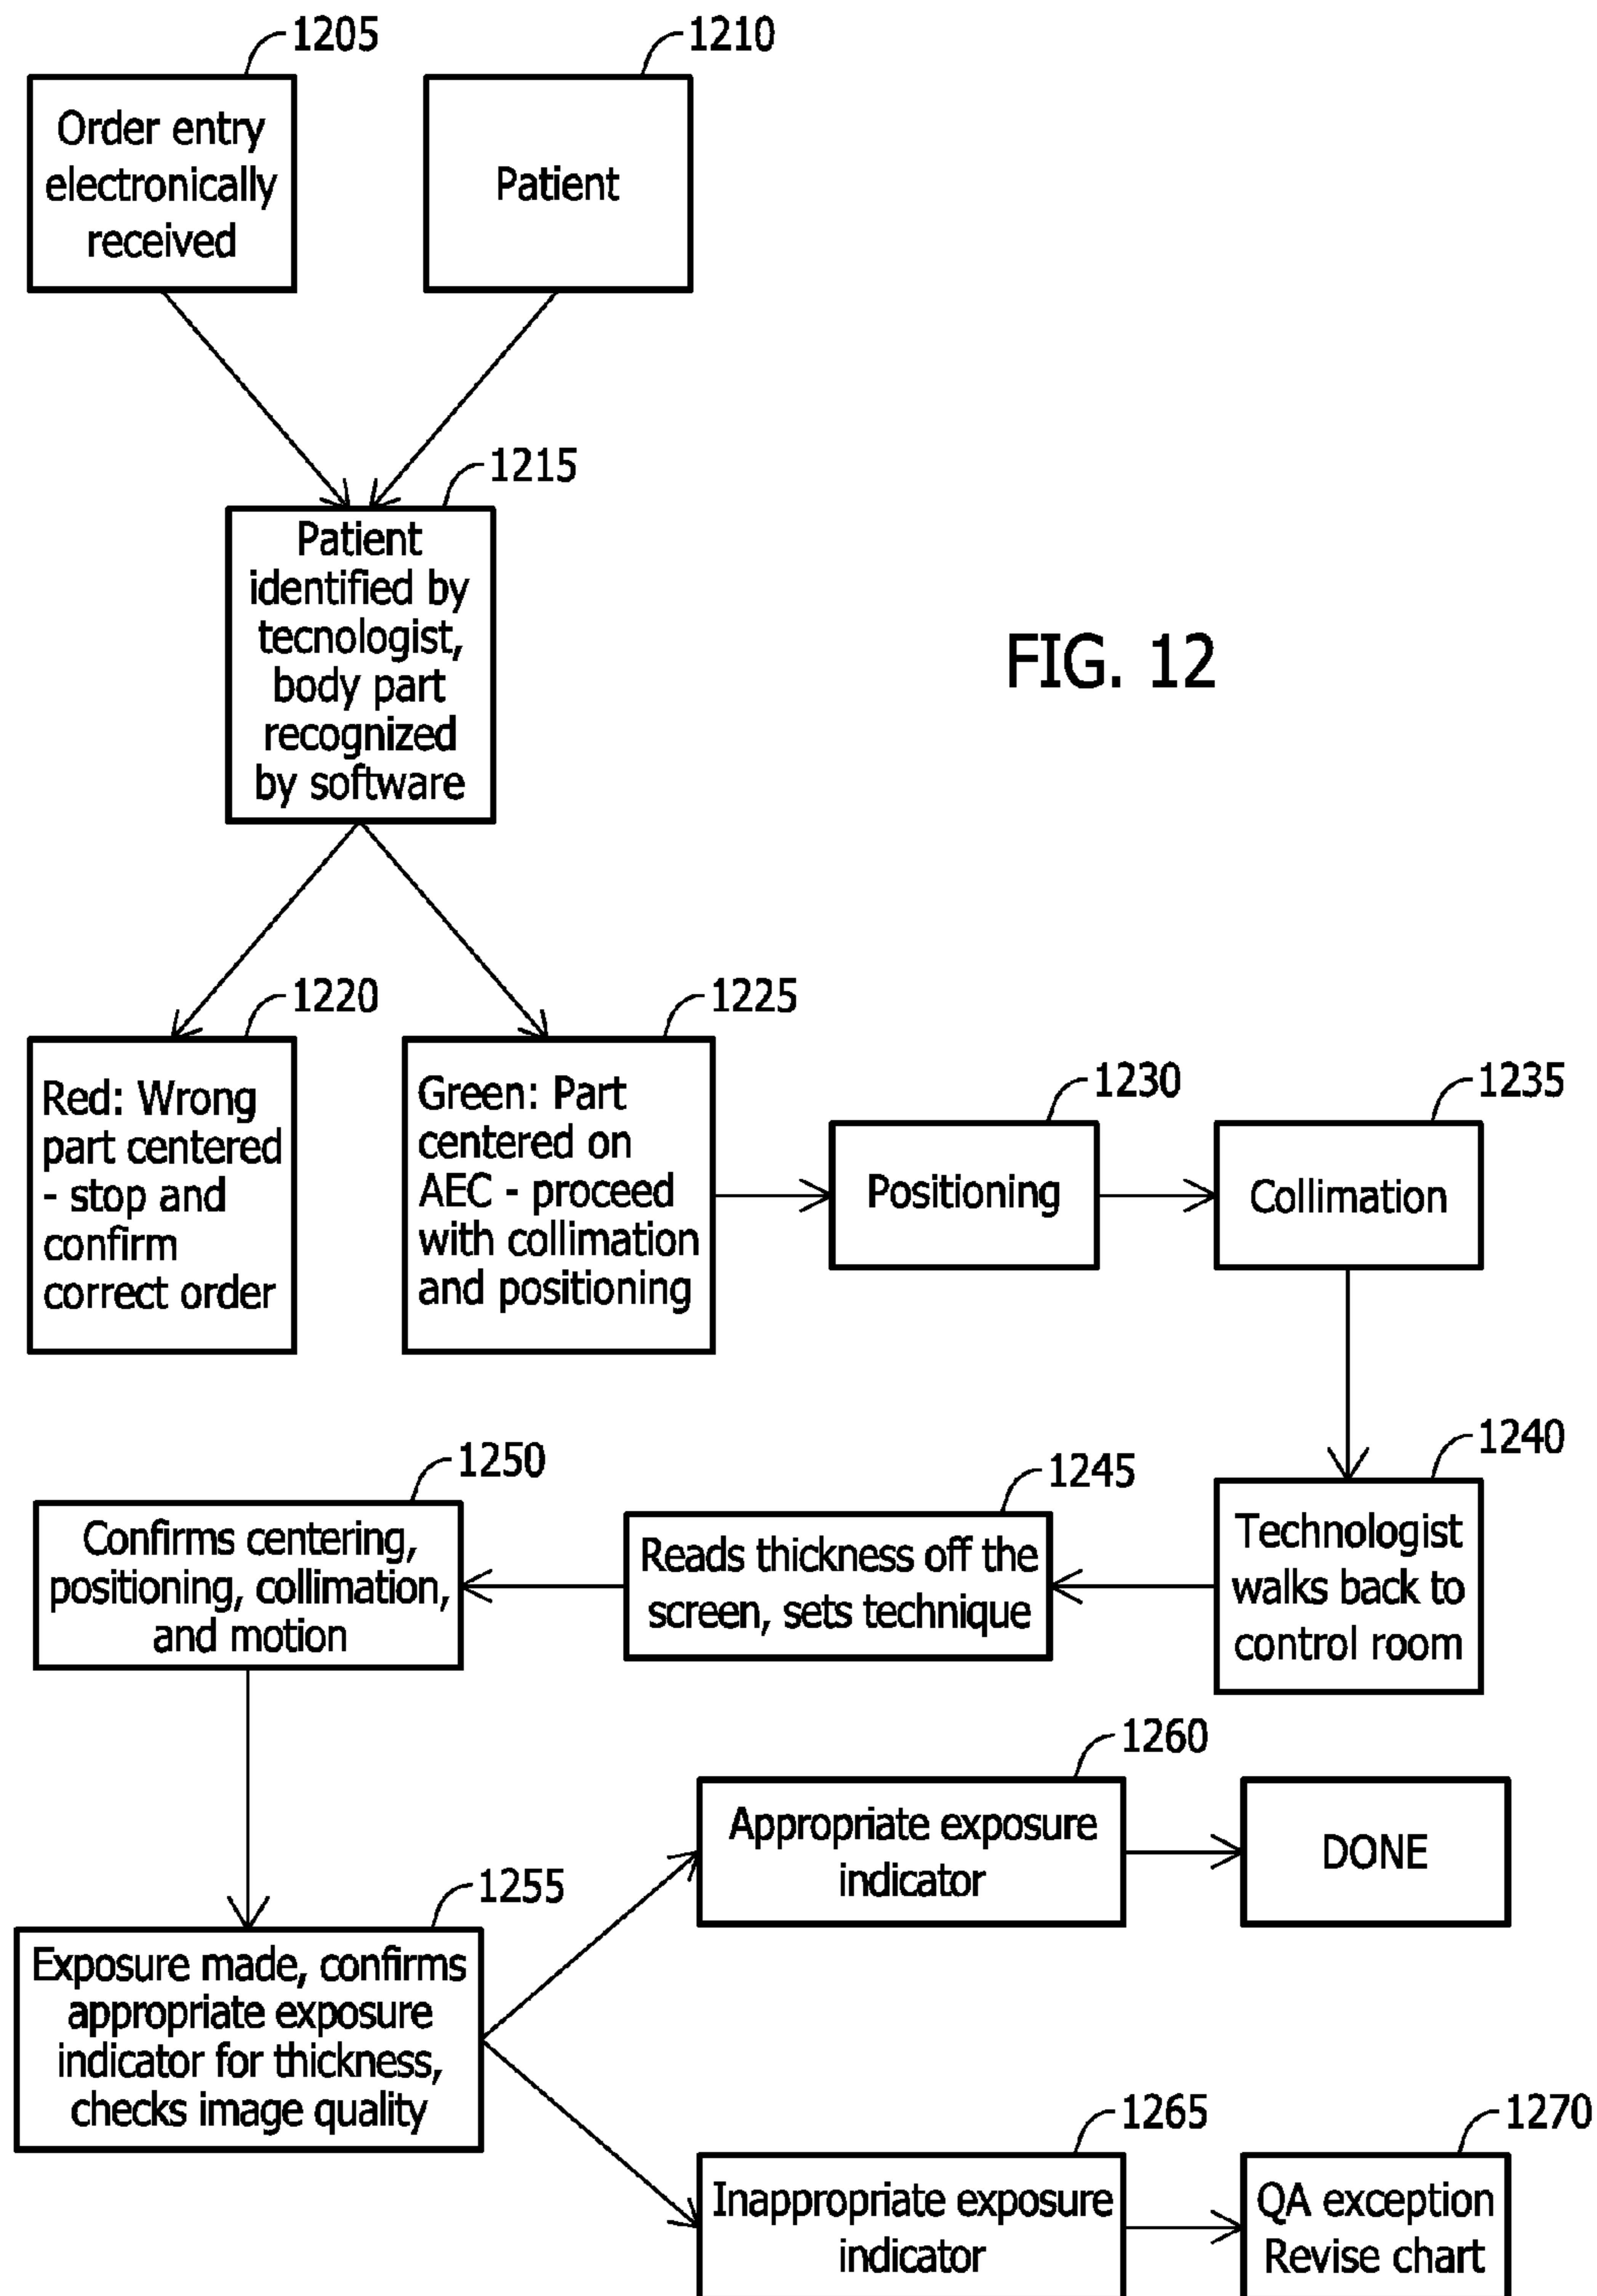 1205
Order entry
electronically
received
1210
Patient
1215
Patient
identified by
tecnologist,
body part
recognized
by software
FIG. 12
1220
Red: Wrong
part centered
- stop and
confirm
correct order
1225
Green: Part
centered on
AEC - proceed
with collimation
and positioning
1230
Positioning
1235
Collimation
1240
Technologist
walks back to
control room
1245
Reads thickness off the
screen, sets technique
1250
Confirms centering,
positioning, collimation,
and motion
1255
Exposure made, confirms
appropriate exposure
indicator for thickness,
checks image quality
1260
Appropriate exposure
indicator
DONE
1265
Inappropriate exposure
indicator
1270
QA exception
Revise chart